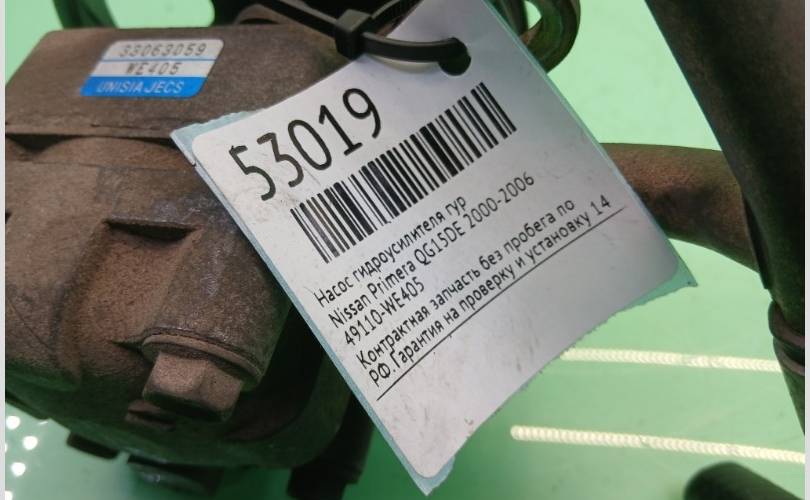 33063059
WE405
UNISIA JECS
53019
Насос гидроусилителя гур
Nissan Primera QG15DE 2000-2006
49110-WE405
Контрактная запчасть без пробега по
РФ.Гарантия на проверку и установку 14